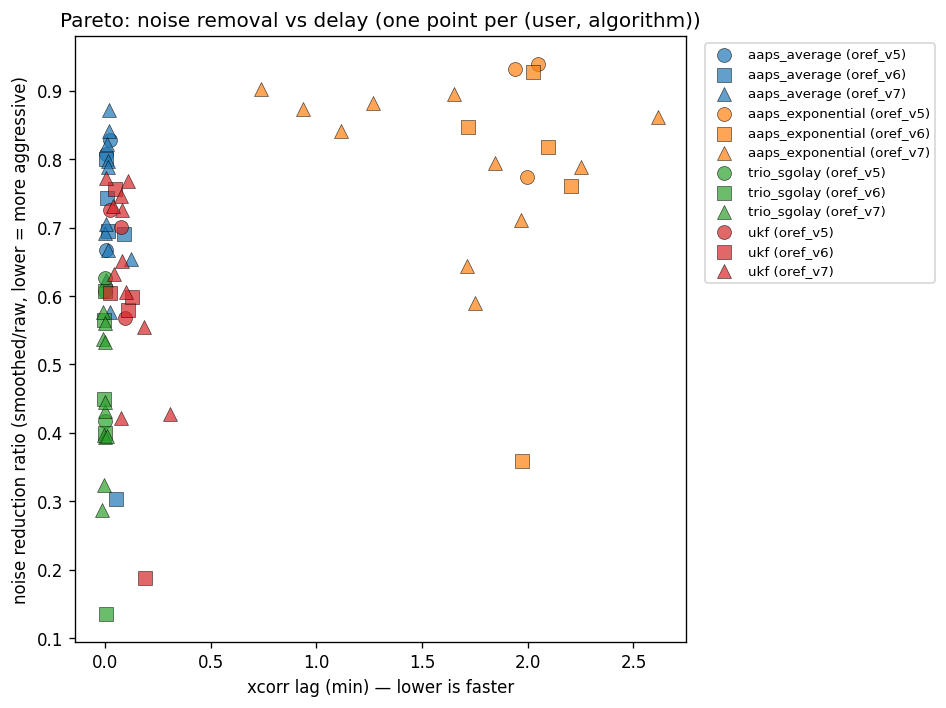 Pareto: noise removal vs delay (one point per (user, algorithm))
noise reduction ratio (smoothed/raw, lower = more aggressive)
0.9
0.8
0.7
0.6
0.5
0.4
0.3
0.2
0.1
0.0 0.5 1.0 1.5 2.0 2.5
xcorr lag (min) — lower is faster
aaps_average (oref_v5)
aaps_average (oref_v6)
aaps_average (oref_v7)
aaps_exponential (oref_v5)
aaps_exponential (oref_v6)
aaps_exponential (oref_v7)
trio_sgolay (oref_v5)
trio_sgolay (oref_v6)
trio_sgolay (oref_v7)
ukf (oref_v5)
ukf (oref_v6)
ukf (oref_v7)